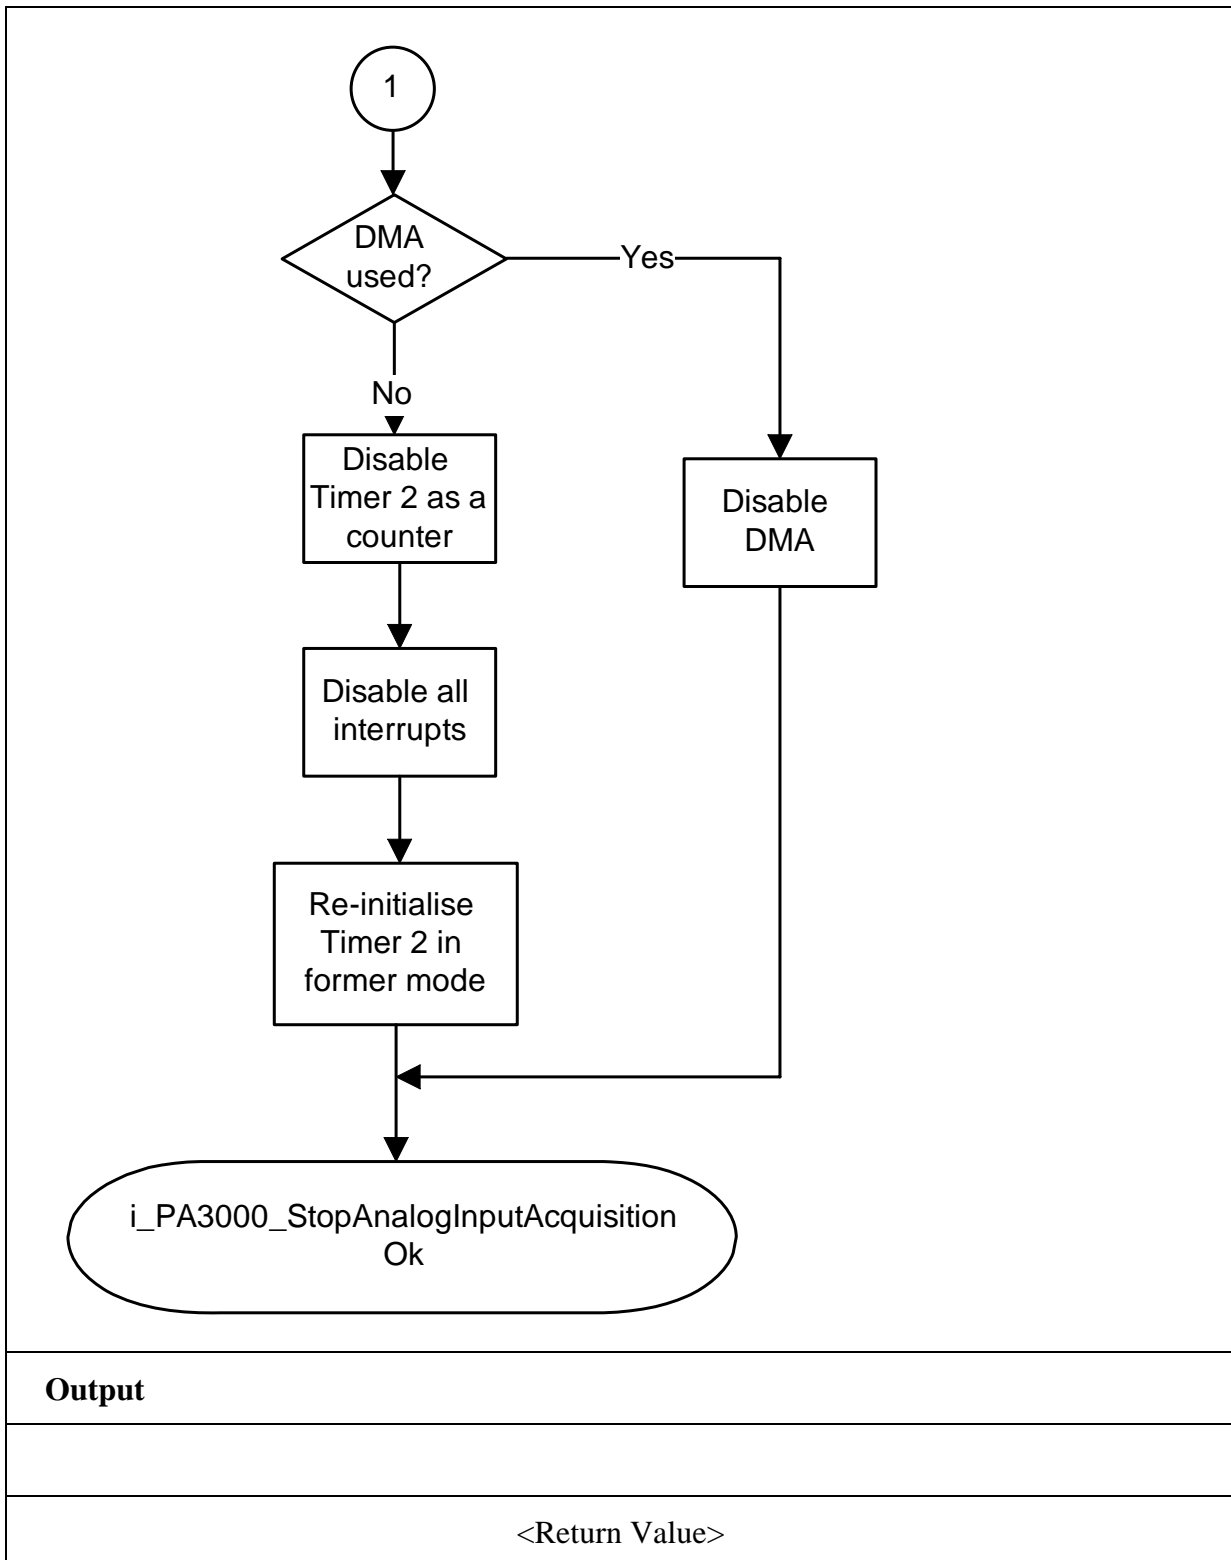 1
DMA
used?
Yes
No
Disable
Timer 2 as a
counter
Disable
DMA
Disable all
interrupts
Re-initialise
Timer 2 in
former mode
i_PA3000_StopAnalogInputAcquisition
Ok
Output
<Return Value>